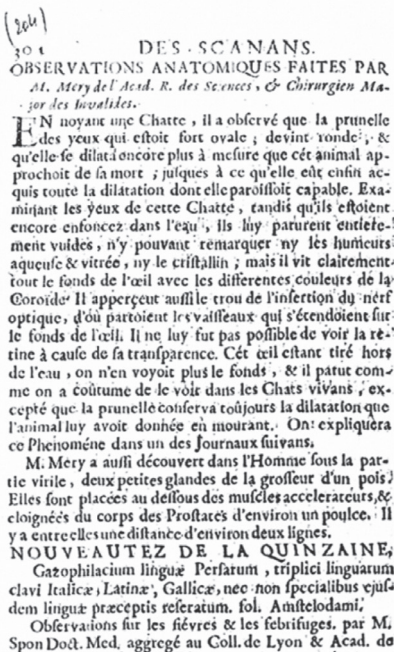 (204)
301 DES·SCANANS.
OBSERVATIONS ANATOMIQUES FAITES PAR
M. Mery de l'Acad. R. des Sciences, & Chirurgien Ma-
jor des Invalides.
EN noyant une Chatte, il a observé que la prunelle
des yeux qui estoit fort ovale; devint ronde; &
qu'elle se dilata encore plus à mesure que cét animal ap-
prochoit de sa mort; jusques à ce qu'elle eût enfin ac-
quis toute la dilatation dont elle paroissoit capable. Exa-
minant les yeux de cette Chatte, tandis qu'ils estoient
encore enfoncez dans l'eau, ils luy parurent entiere-
ment vuides, n'y pouvant remarquer ny les humeurs
aqueuse & vitrée, ny le cristallin; mais il vit clairement
tout le fonds de l'œil avec les differentes couleurs de la
Coroïde. Il apperçeut aussi le trou de l'insertion du nerf
optique, d'où partoient les vaisseaux qui s'étendoient sur
le fonds de l'œil. Il ne luy fut pas possible de voir la re-
tine à cause de sa transparence. Cét œil estant tiré hors
de l'eau, on n'en voyoit plus le fonds, & il parut com-
me on a coûtume de le voir dans les Chats vivans, ex-
cepté que la prunelle conserva toujours la dilatation que
l'animal luy avoit donnée en mourant. On expliquera
ce Phenoméne dans un des Journaux suivans.
M. Mery a aussi découvert dans l'Homme sous la par-
tie virile, deux petites glandes de la grosseur d'un pois.
Elles sont placées au dessous des muscles accelerateurs, &
éloignées du corps des Prostates d'environ un poulce. Il
y a entre elles une distance d'environ deux lignes.
NOUVEAUTEZ DE LA QUINZAINE,
Gazophilacium linguæ Persarum, triplici linguarum
clavi Italicæ, Latinæ, Gallicæ, nec non specialibus ejus-
dem linguæ præceptis reseratum. fol. Amstelodami.
Observations sur les fiévres & les febrifuges. par M.
Spon Doct. Med. aggregé au Coll. de Lyon & Acad. de